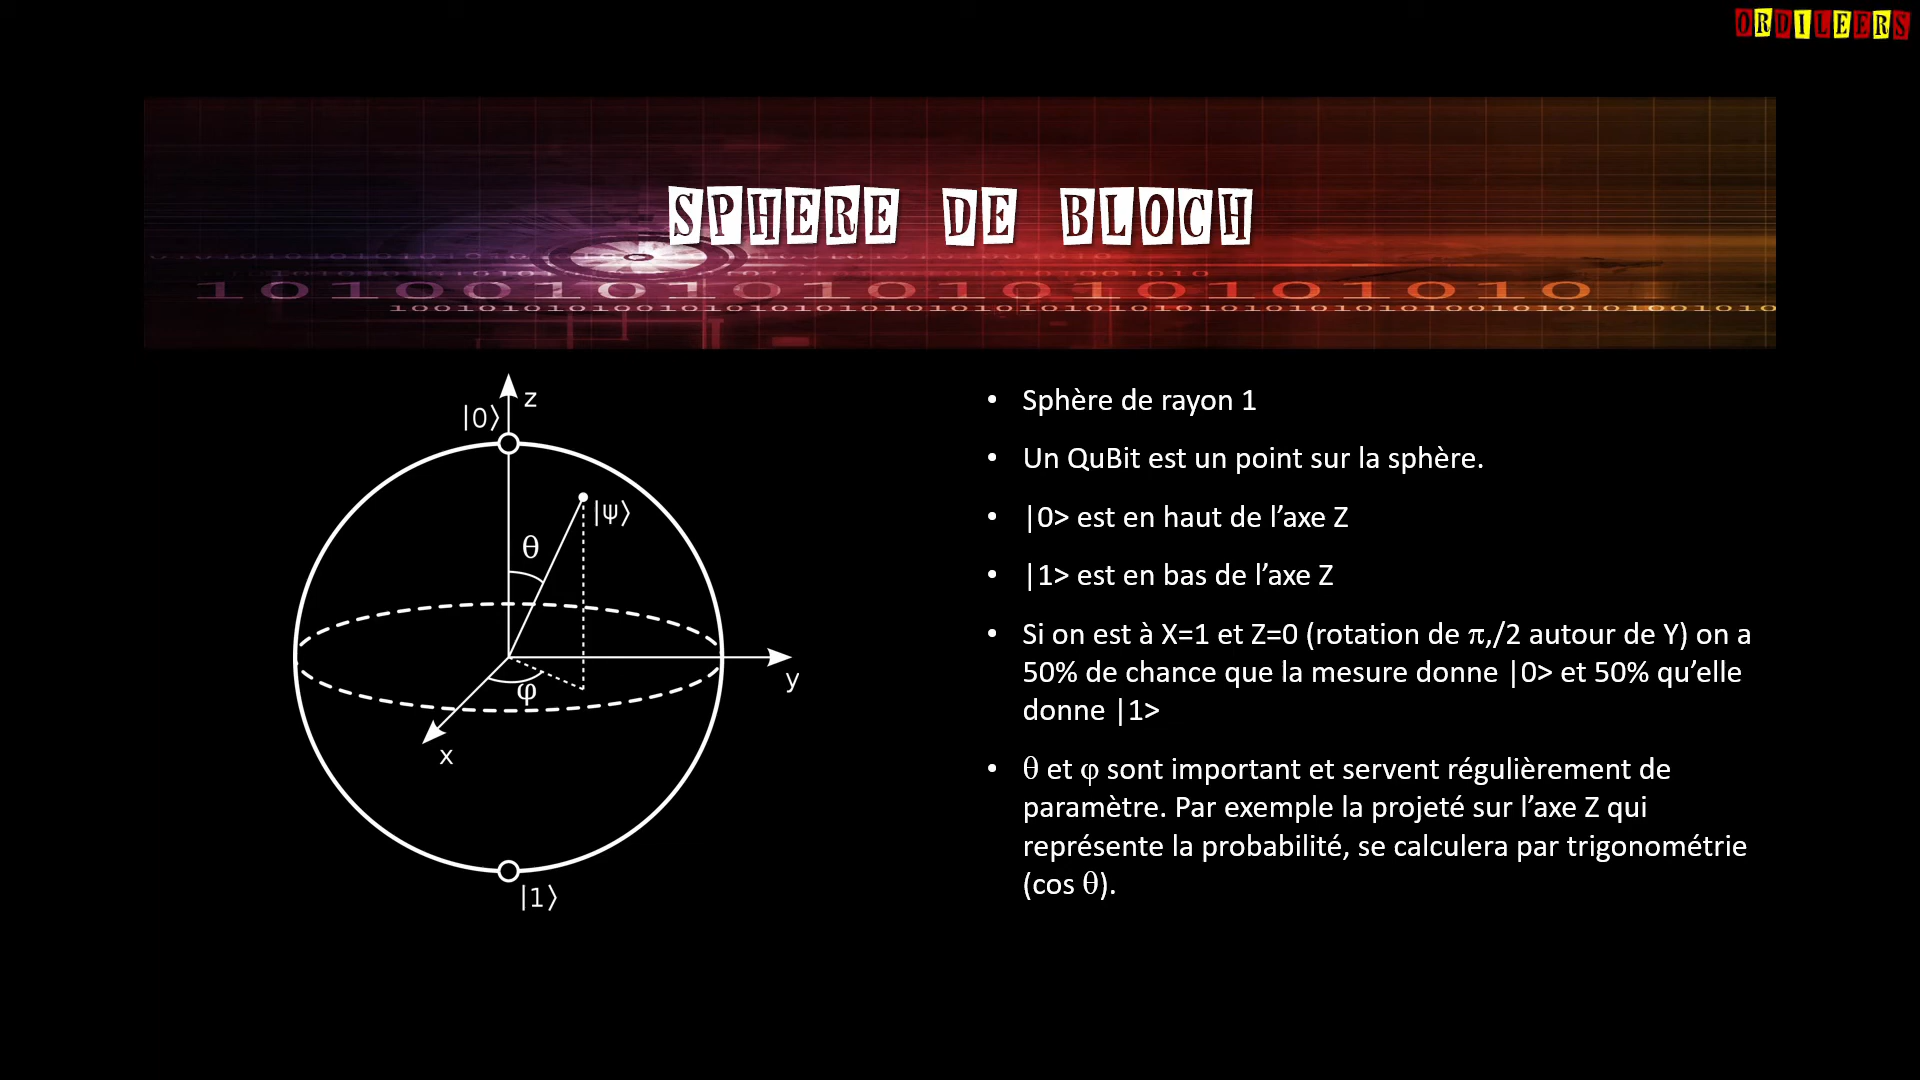 ORDILEERS
SPHERE DE BLOCH
101001010101010101010
z
|0⟩
|ψ⟩
θ
φ
y
x
|1⟩
• Sphère de rayon 1
• Un QuBit est un point sur la sphère.
• |0> est en haut de l’axe Z
• |1> est en bas de l’axe Z
• Si on est à X=1 et Z=0 (rotation de π,/2 autour de Y) on a
50% de chance que la mesure donne |0> et 50% qu’elle
donne |1>
• θ et φ sont important et servent régulièrement de
paramètre. Par exemple la projeté sur l’axe Z qui
représente la probabilité, se calculera par trigonométrie
(cos θ).